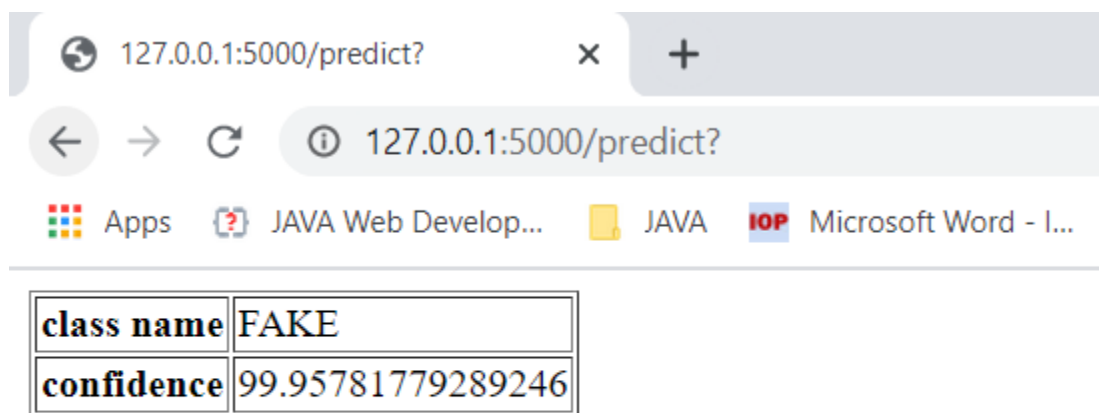 127.0.0.1:5000/predict?
127.0.0.1:5000/predict?
Apps {?} JAVA Web Develop... JAVA IOP Microsoft Word - I...
class name FAKE
confidence 99.95781779289246